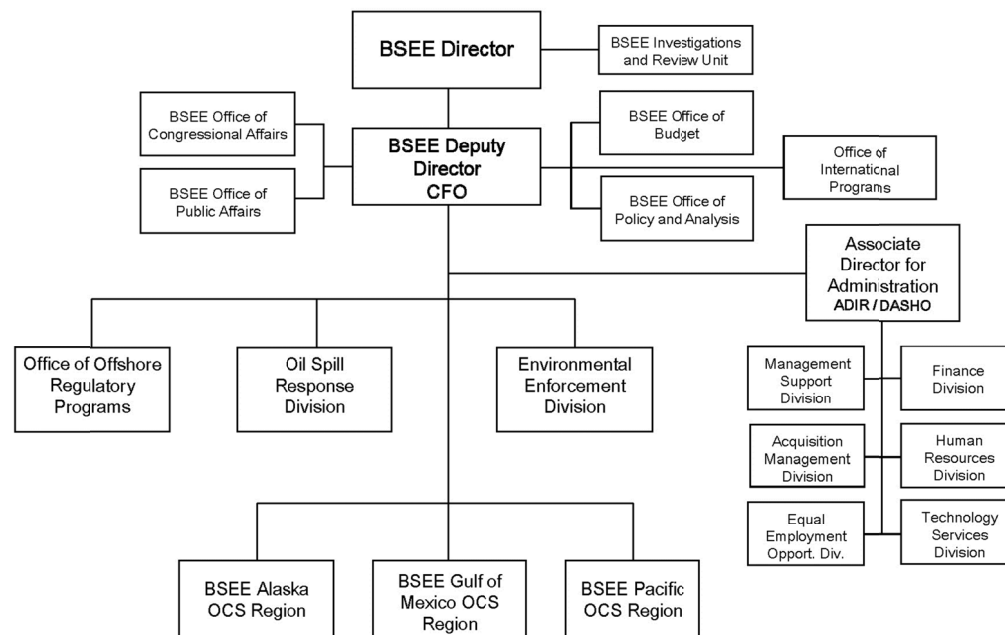 BSEE Director
BSEE Investigations
and Review Unit
BSEE Office of
Congressional Affairs
BSEE Deputy
Director
CFO
BSEE Office of
Budget
Office of
International
Programs
BSEE Office of
Public Affairs
BSEE Office of
Policy and Analysis
Associate
Director for
Administration
ADIR / DASHO
Office of Offshore
Regulatory
Programs
Oil Spill
Response
Division
Environmental
Enforcement
Division
Management
Support
Division
Finance
Division
Acquisition
Management
Division
Human
Resources
Division
Equal
Employment
Opport. Div.
Technology
Services
Division
BSEE Alaska
OCS Region
BSEE Gulf of
Mexico OCS
Region
BSEE Pacific
OCS Region